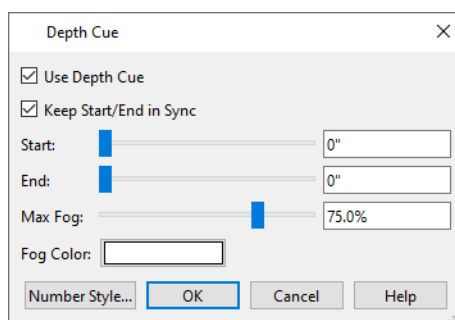 Depth Cue
Use Depth Cue
Keep Start/End in Sync
Start: 0"
End: 0"
Max Fog: 75.0%
Fog Color:
Number Style... OK Cancel Help